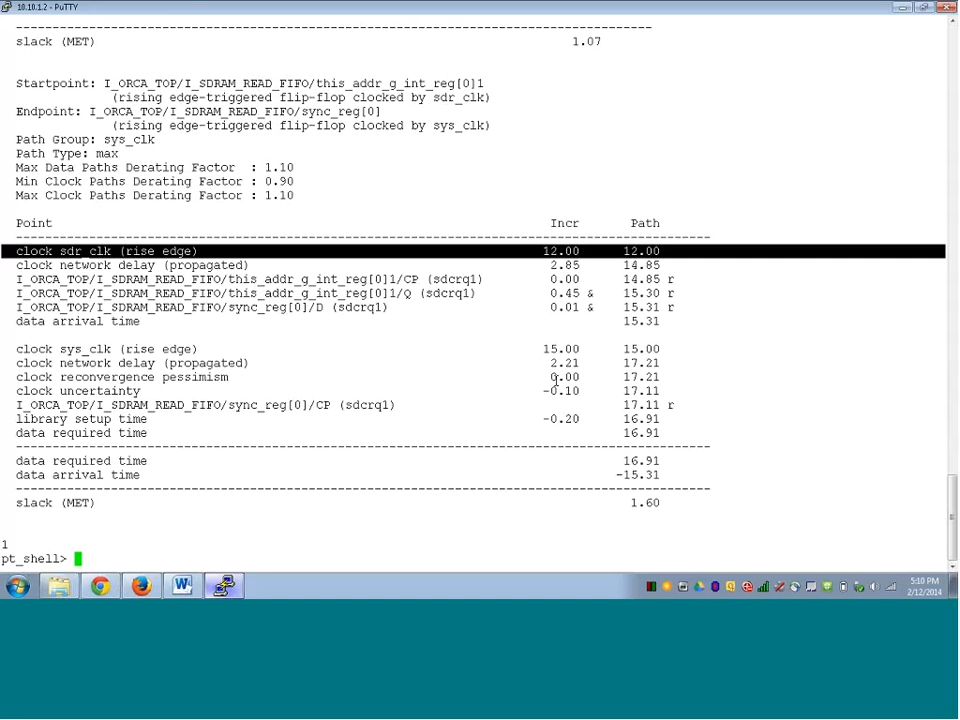 10.10.1.2 - PuTTY
slack (MET) 1.07
Startpoint: I_ORCA_TOP/I_SDRAM_READ_FIFO/this_addr_g_int_reg[0]1
(rising edge-triggered flip-flop clocked by sdr_clk)
Endpoint: I_ORCA_TOP/I_SDRAM_READ_FIFO/sync_reg[0]
(rising edge-triggered flip-flop clocked by sys_clk)
Path Group: sys_clk
Path Type: max
Max Data Paths Derating Factor : 1.10
Min Clock Paths Derating Factor : 0.90
Max Clock Paths Derating Factor : 1.10
Point Incr Path
clock sdr_clk (rise edge) 12.00 12.00
clock network delay (propagated) 2.85 14.85
I_ORCA_TOP/I_SDRAM_READ_FIFO/this_addr_g_int_reg[0]1/CP (sdcrq1) 0.00 14.85 r
I_ORCA_TOP/I_SDRAM_READ_FIFO/this_addr_g_int_reg[0]1/Q (sdcrq1) 0.45 & 15.30 r
I_ORCA_TOP/I_SDRAM_READ_FIFO/sync_reg[0]/D (sdcrq1) 0.01 & 15.31 r
data arrival time 15.31
clock sys_clk (rise edge) 15.00 15.00
clock network delay (propagated) 2.21 17.21
clock reconvergence pessimism 0.00 17.21
clock uncertainty -0.10 17.11
I_ORCA_TOP/I_SDRAM_READ_FIFO/sync_reg[0]/CP (sdcrq1) 17.11 r
library setup time -0.20 16.91
data required time 16.91
data required time 16.91
data arrival time -15.31
slack (MET) 1.60
1
pt_shell>
5:10 PM
2/12/2014